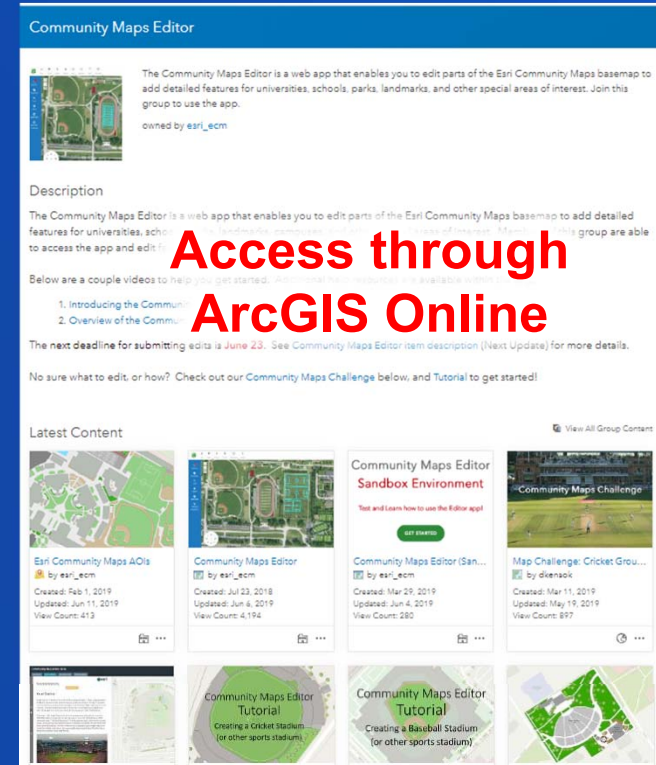 Community Maps Editor
The Community Maps Editor is a web app that enables you to edit parts of the Esri Community Maps basemap to
add detailed features for universities, schools, parks, landmarks, and other special areas of interest. Join this
group to use the app.
owned by esri_ecm
Description
The Community Maps Editor is a web app that enables you to edit parts of the Esri Community Maps basemap to add detailed
features for universities, scho
this group are able
to access the app and edit
Access through
ArcGIS Online
Below are a couple videos to help you get started.
1. Introducing the Commun
2. Overview of the Commu
The next deadline for submitting edits is June 23. See Community Maps Editor item description (Next Update) for more details.
No sure what to edit, or how? Check out our Community Maps Challenge below, and Tutorial to get started!
Latest Content
View All Group Content
Community Maps Editor
Sandbox Environment
Test and Learn how to use the Editor app!
GET STARTED
Community Maps Challenge
Esri Community Maps AOIs
by esri_ecm
Created: Feb 1, 2019
Updated: Jun 11, 2019
View Count: 413
Community Maps Editor
by esri_ecm
Created: Jul 23, 2018
Updated: Jun 6, 2019
View Count: 4,194
Community Maps Editor (San...
by esri_ecm
Created: Mar 29, 2019
Updated: Jun 4, 2019
View Count: 280
Map Challenge: Cricket Grou...
by dkensok
Created: Mar 11, 2019
Updated: May 19, 2019
View Count: 897
Community Maps Editor
Tutorial
Creating a Cricket Stadium
(or other sports stadium)
Community Maps Editor
Tutorial
Creating a Baseball Stadium
(or other sports stadium)